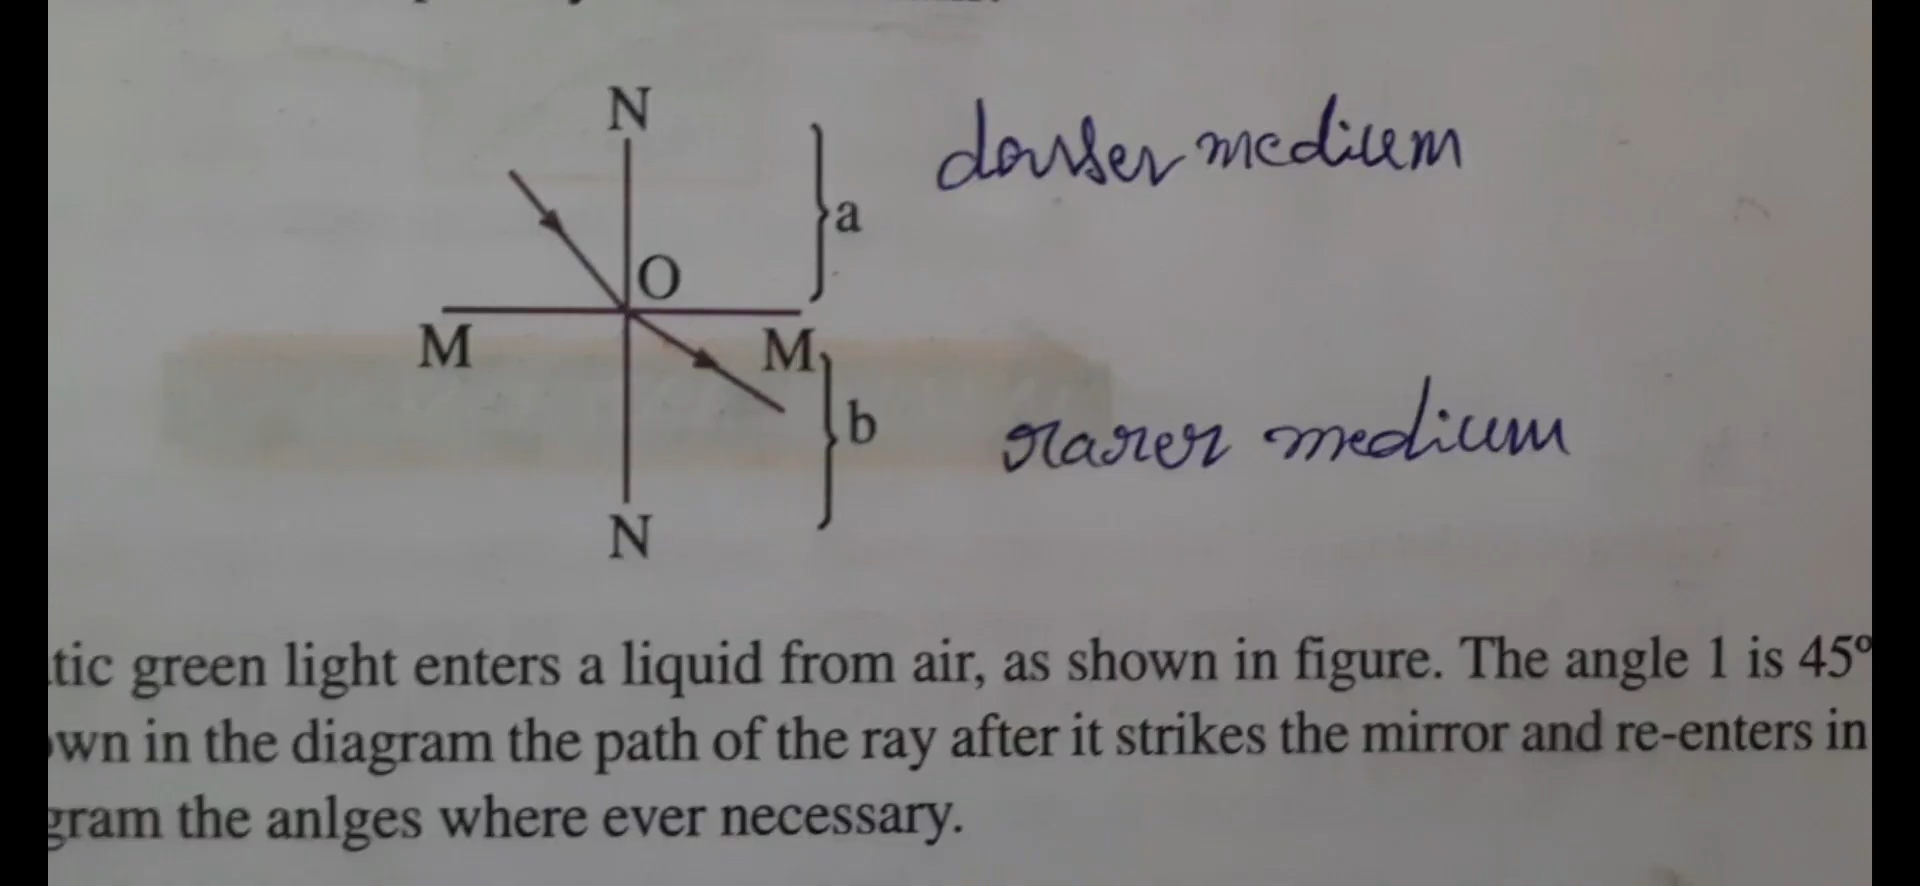 N
denser medium
a
O
M
M
rarer medium
b
N
tic green light enters a liquid from air, as shown in figure. The angle 1 is 45°
wn in the diagram the path of the ray after it strikes the mirror and re-enters in
gram the anlges where ever necessary.